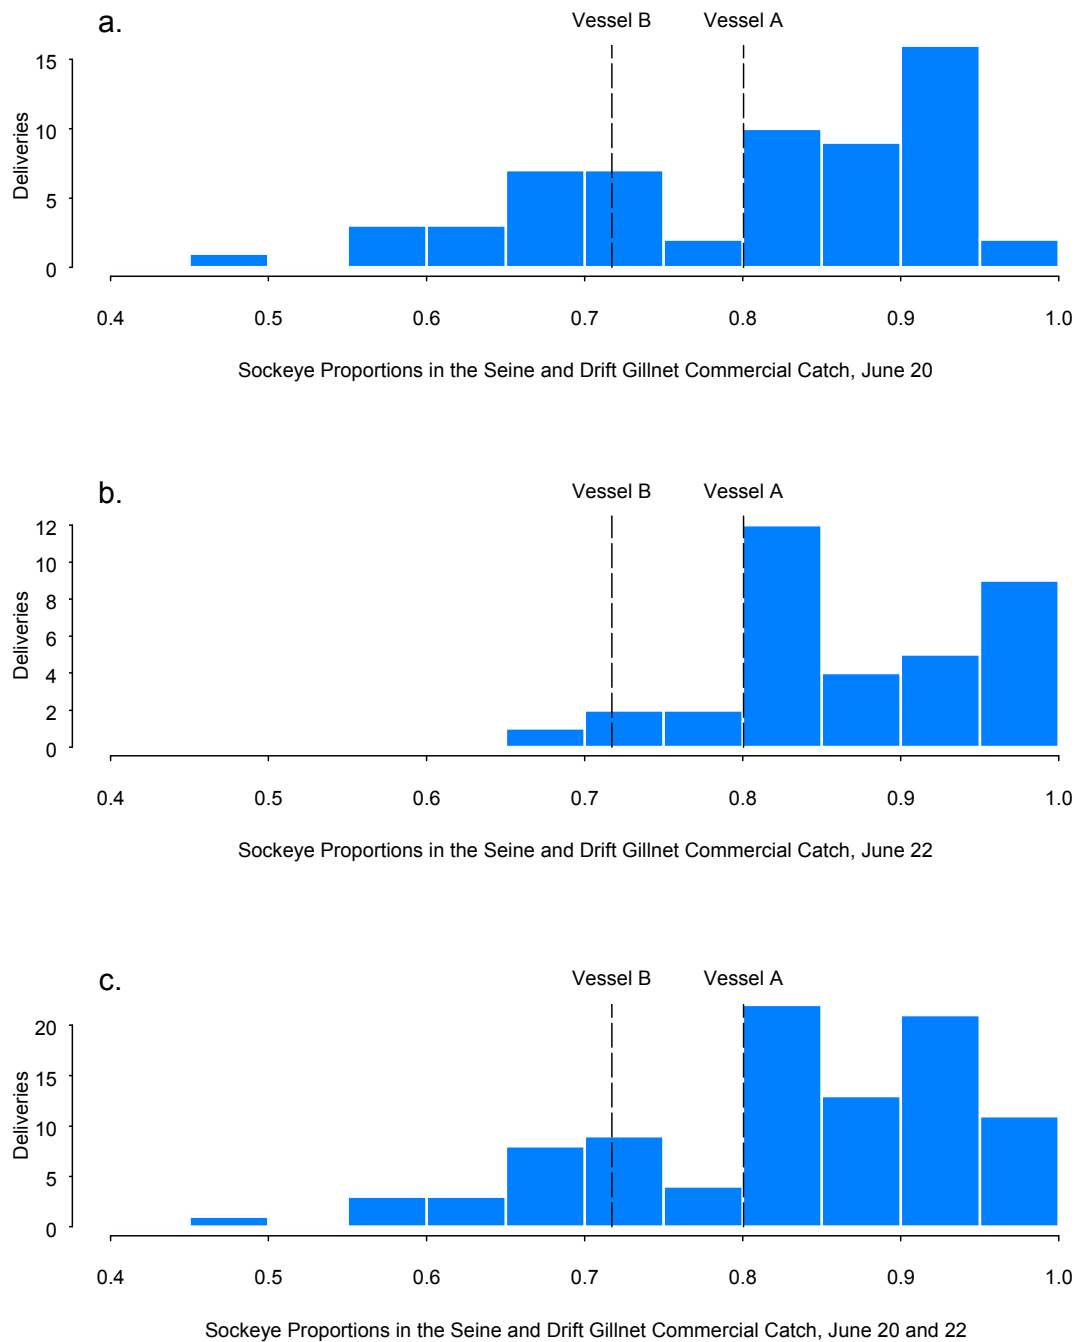 a.
Vessel B Vessel A
15
10
5
0
Deliveries
0.4 0.5 0.6 0.7 0.8 0.9 1.0
Sockeye Proportions in the Seine and Drift Gillnet Commercial Catch, June 20
b.
Vessel B Vessel A
12
10
8
6
4
2
0
Deliveries
0.4 0.5 0.6 0.7 0.8 0.9 1.0
Sockeye Proportions in the Seine and Drift Gillnet Commercial Catch, June 22
c.
Vessel B Vessel A
20
15
10
5
0
Deliveries
0.4 0.5 0.6 0.7 0.8 0.9 1.0
Sockeye Proportions in the Seine and Drift Gillnet Commercial Catch, June 20 and 22